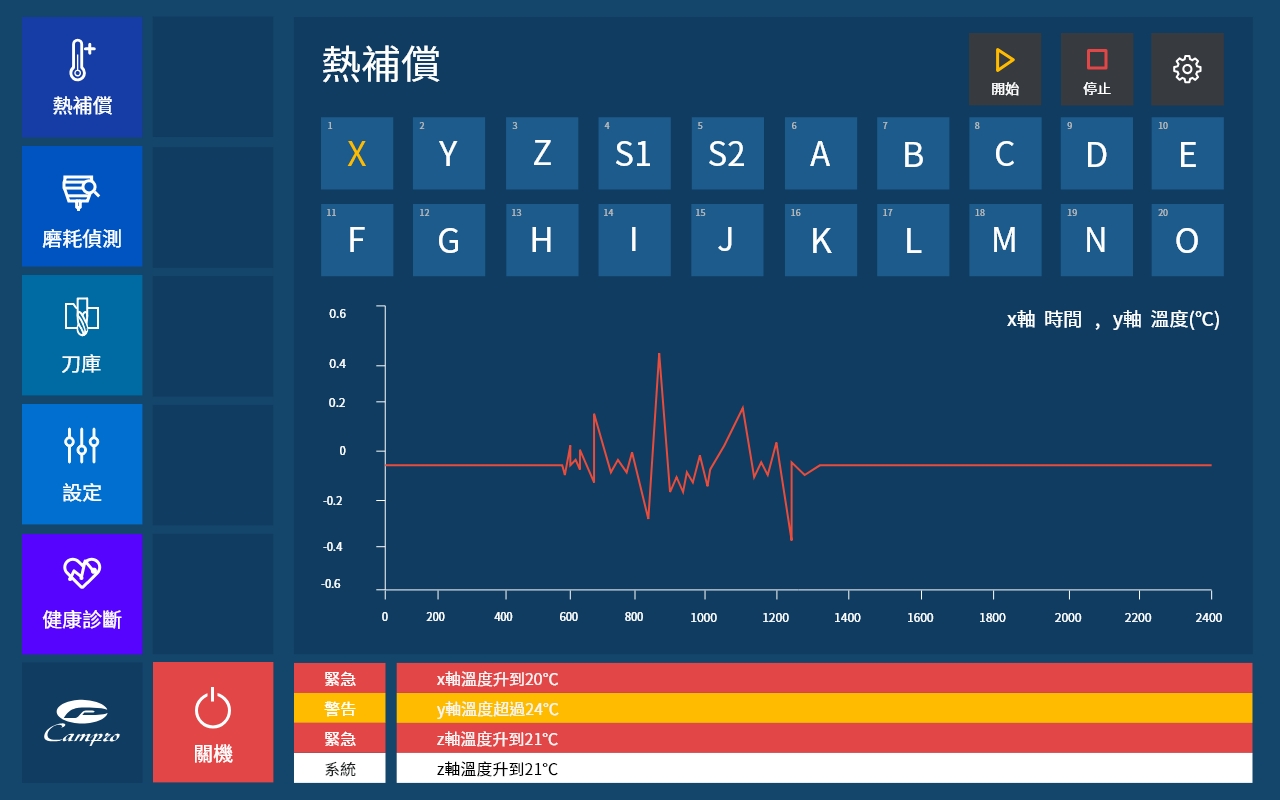 熱補償
磨耗偵測
刀庫
設定
健康診斷
Campro
關機
熱補償
開始
停止
1 X
2 Y
3 Z
4 S1
5 S2
6 A
7 B
8 C
9 D
10 E
11 F
12 G
13 H
14 I
15 J
16 K
17 L
18 M
19 N
20 O
x軸 時間 ，y軸 溫度(℃)
0.6
0.4
0.2
0
-0.2
-0.4
-0.6
0 200 400 600 800 1000 1200 1400 1600 1800 2000 2200 2400
緊急 x軸溫度升到20℃
警告 y軸溫度超過24℃
緊急 z軸溫度升到21℃
系統 z軸溫度升到21℃